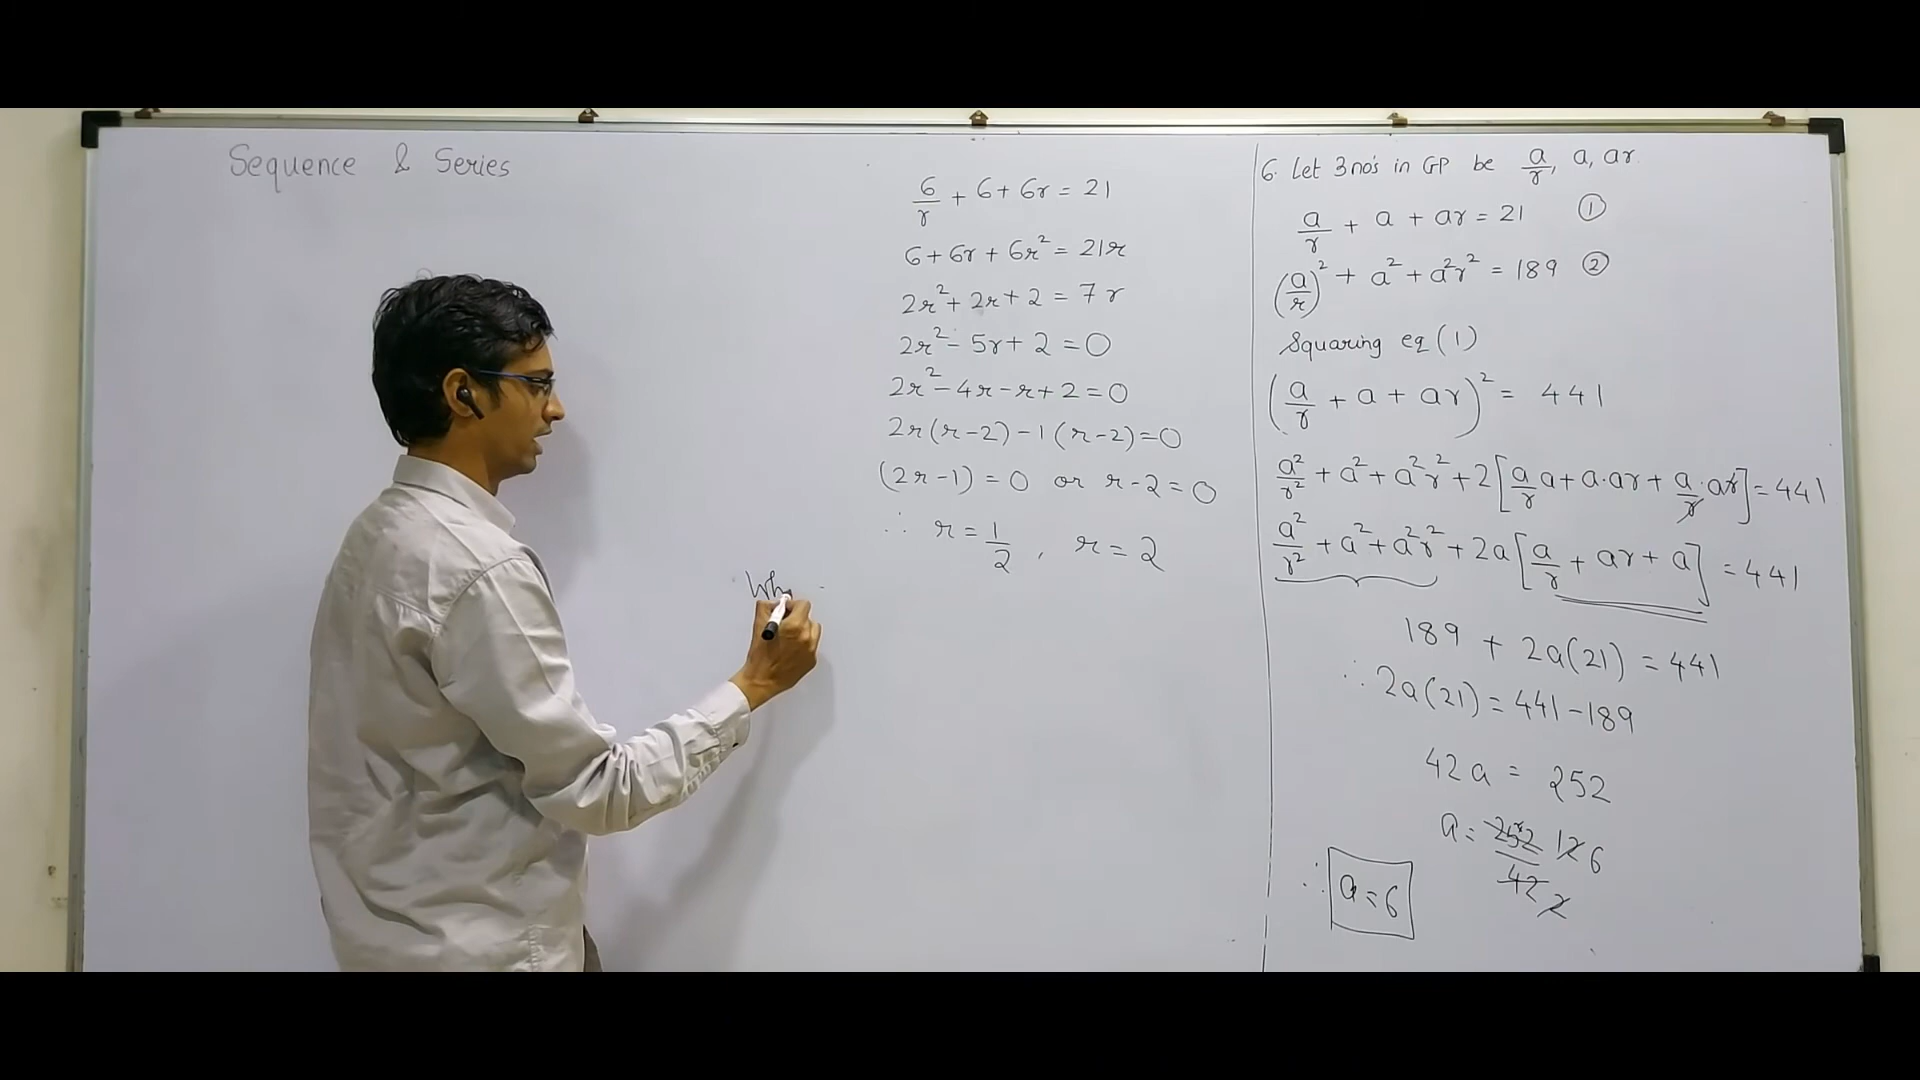 Sequence & Series
6. Let 3 no's in GP be a/r, a, ar
a/r + a + ar = 21 ①
(a/r)² + a² + a²r² = 189 ②
Squaring eq (1)
(a/r + a + ar)² = 441
a²/r² + a² + a²r² + 2[a/r a + a·ar + a/r · ar] = 441
a²/r² + a² + a²r² + 2a[a/r + ar + a] = 441
189 + 2a(21) = 441
∴ 2a(21) = 441 - 189
42a = 252
a = 252/42 12/2 6
∴ a = 6
6/r + 6 + 6r = 21
6 + 6r + 6r² = 21r
2r² + 2r + 2 = 7r
2r² - 5r + 2 = 0
2r² - 4r - r + 2 = 0
2r(r-2) - 1(r-2) = 0
(2r-1) = 0 or r-2 = 0
∴ r = 1/2 , r = 2
Wh